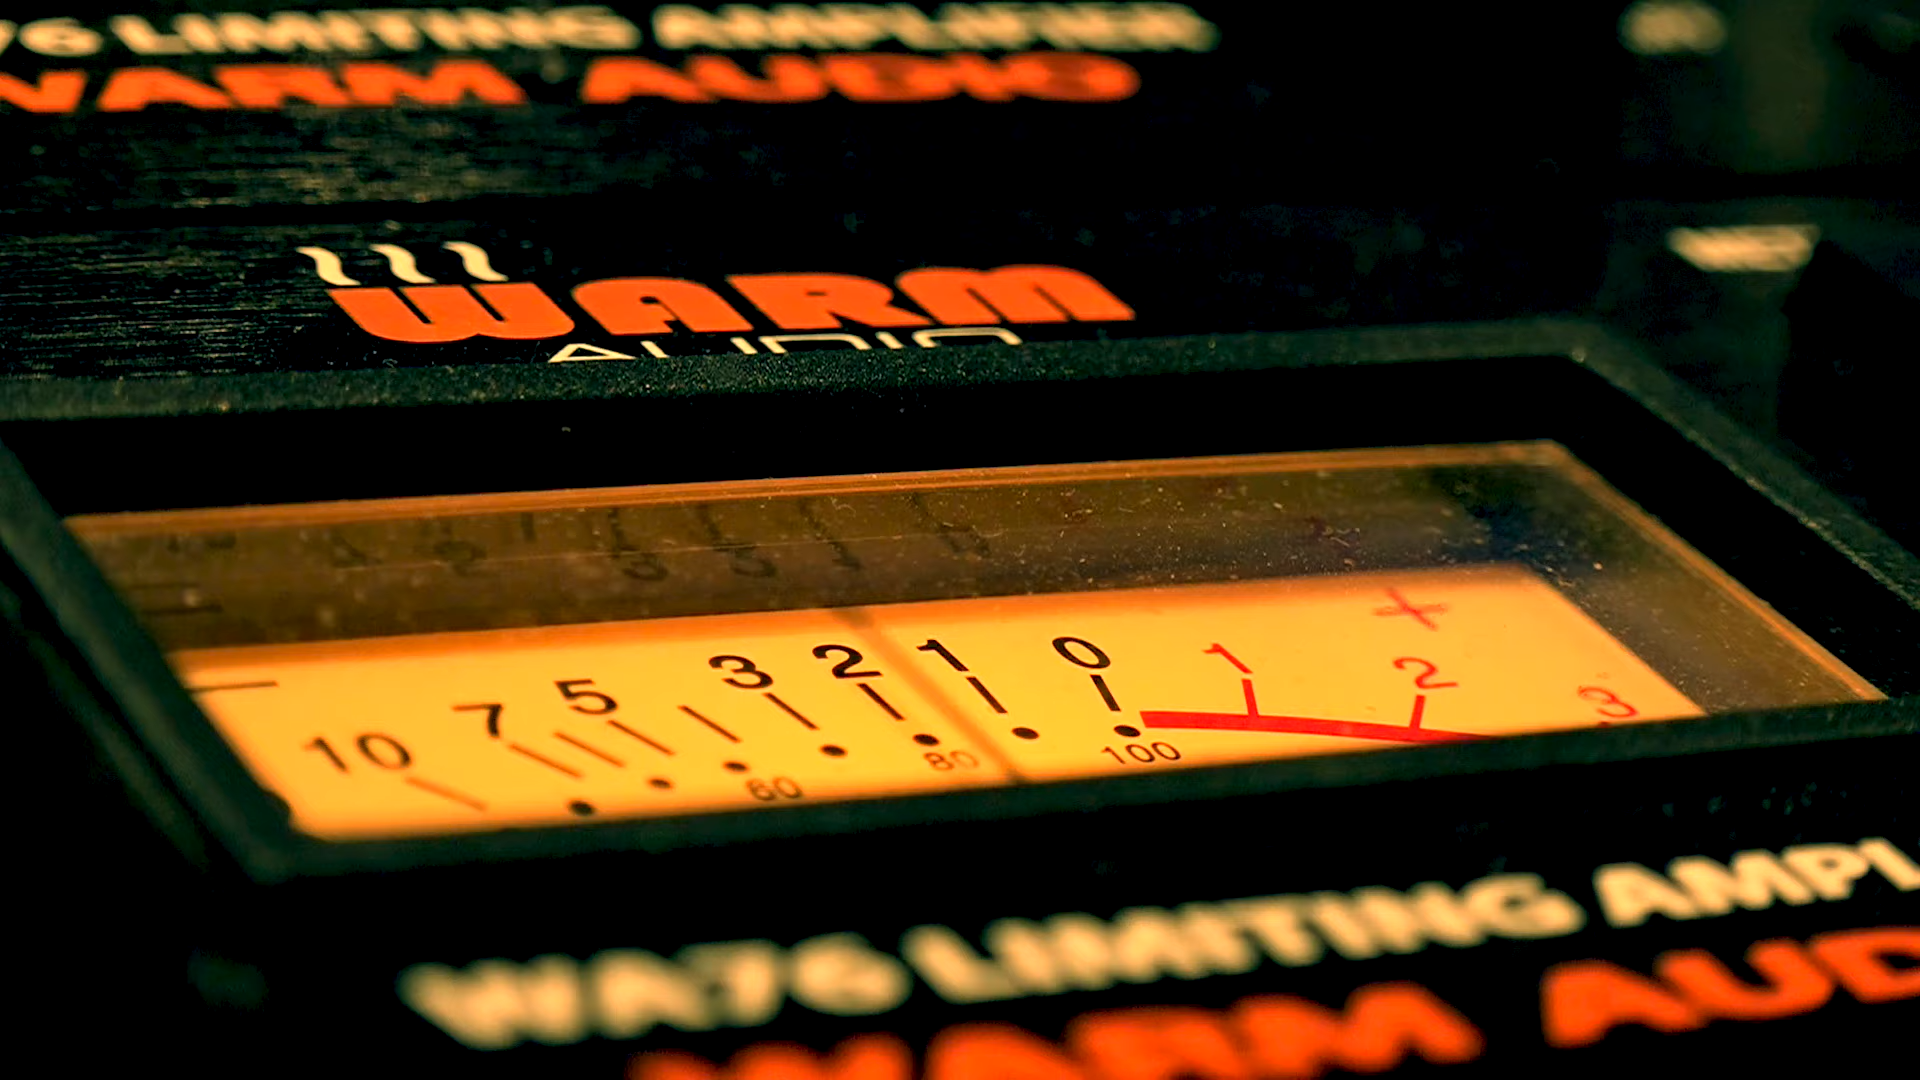 76 LIMITING AMPLIFIER
WARM AUDIO
WARM
AUDIO
10 7 5 3 2 1 0 1 2 3
+
60 80 100
WA76 LIMITING AMPL
WARM AUD